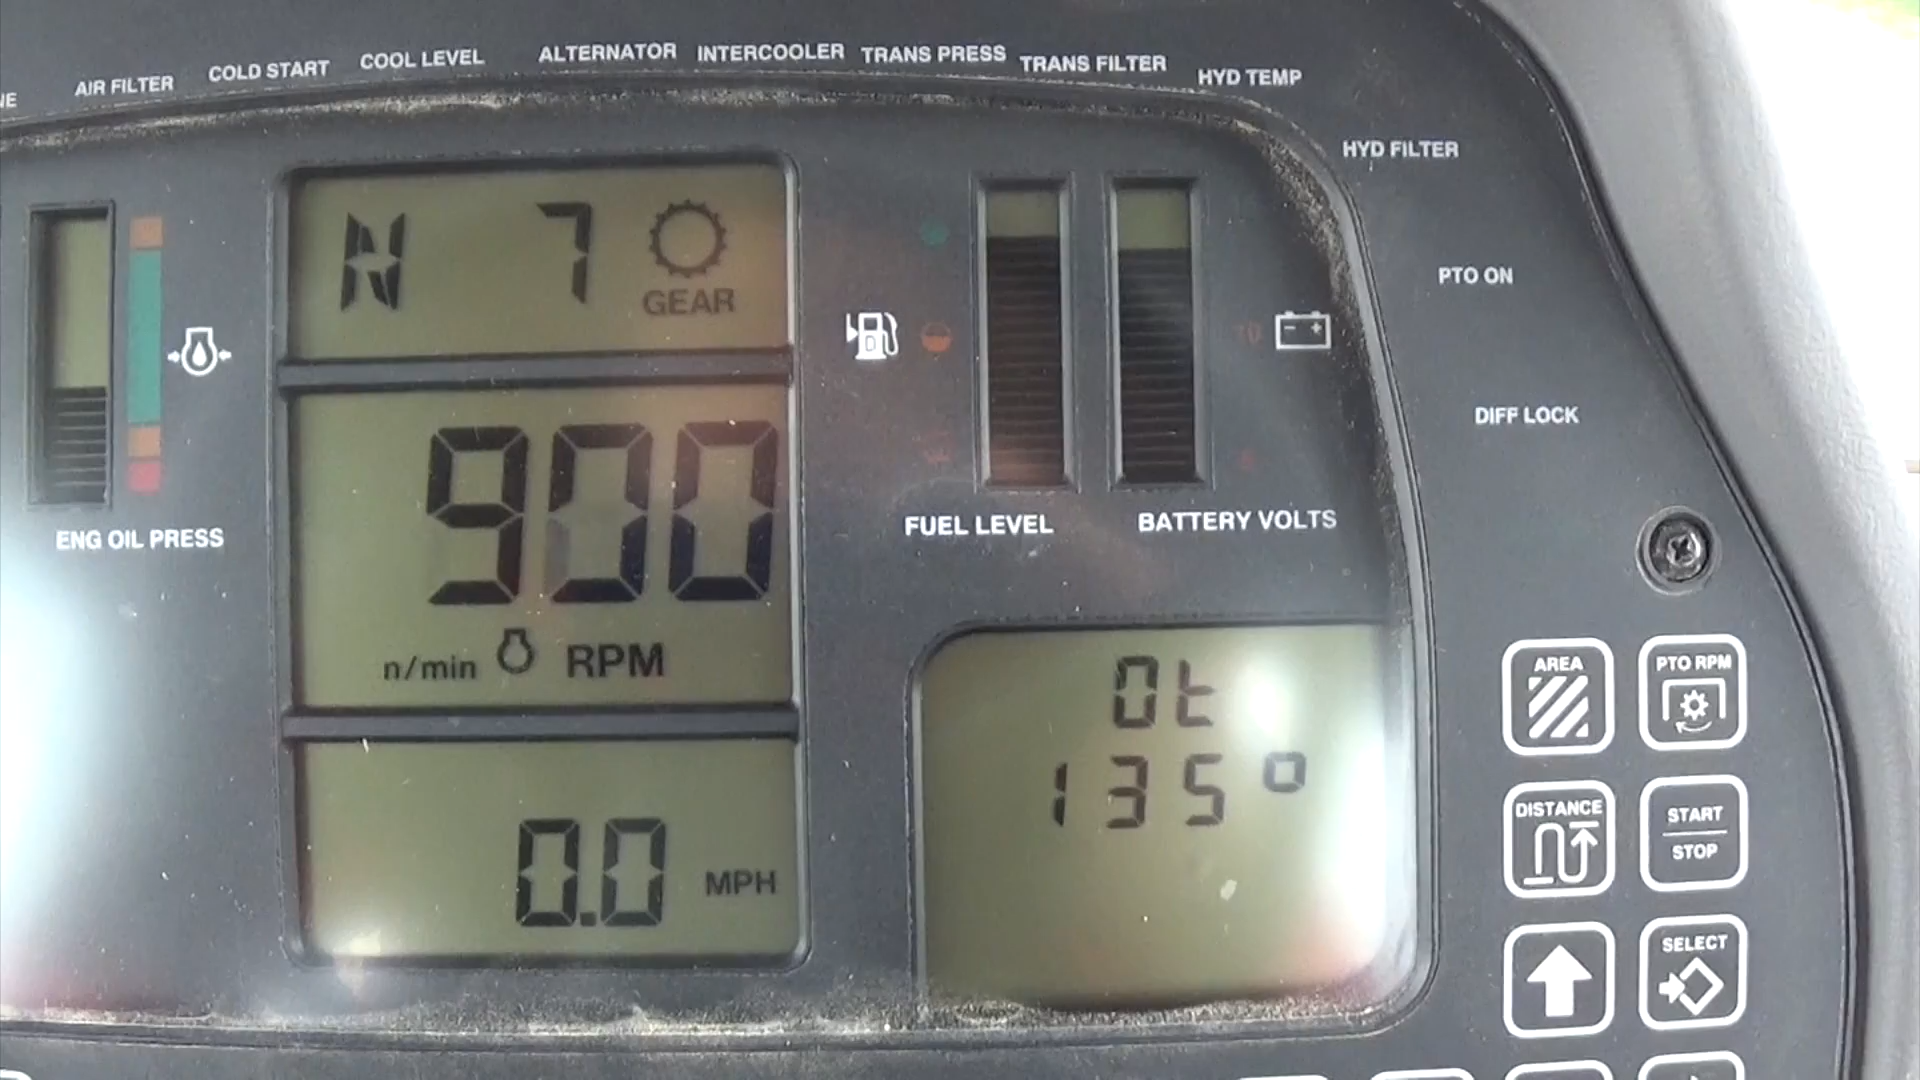 AIR FILTER
COLD START
COOL LEVEL
ALTERNATOR
INTERCOOLER
TRANS PRESS
TRANS FILTER
HYD TEMP
HYD FILTER
PTO ON
DIFF LOCK
N 7
GEAR
900
n/min RPM
0.0 MPH
ENG OIL PRESS
FUEL LEVEL
BATTERY VOLTS
0t
135°
AREA
PTO RPM
DISTANCE
START
STOP
SELECT